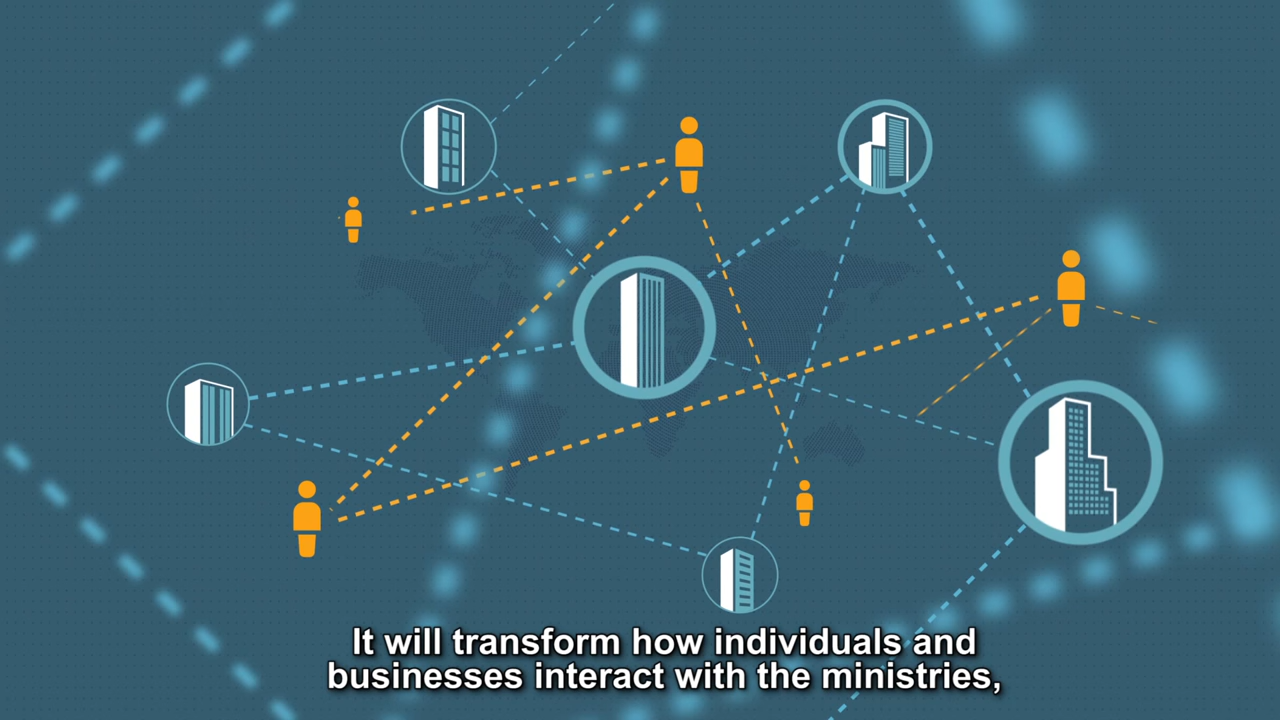 It will transform how individuals and
businesses interact with the ministries,